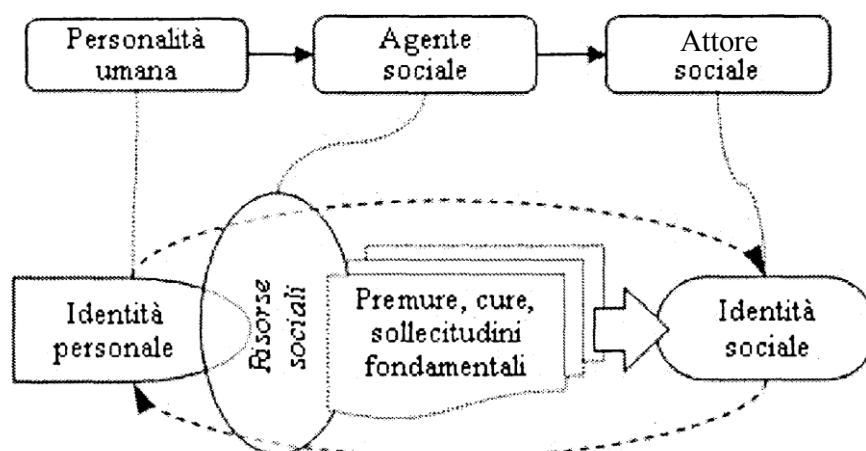 Personalità
umana
Agente
sociale
Attore
sociale
Identità
personale
Risorse
sociali
Premure, cure,
sollecitudini
fondamentali
Identità
sociale